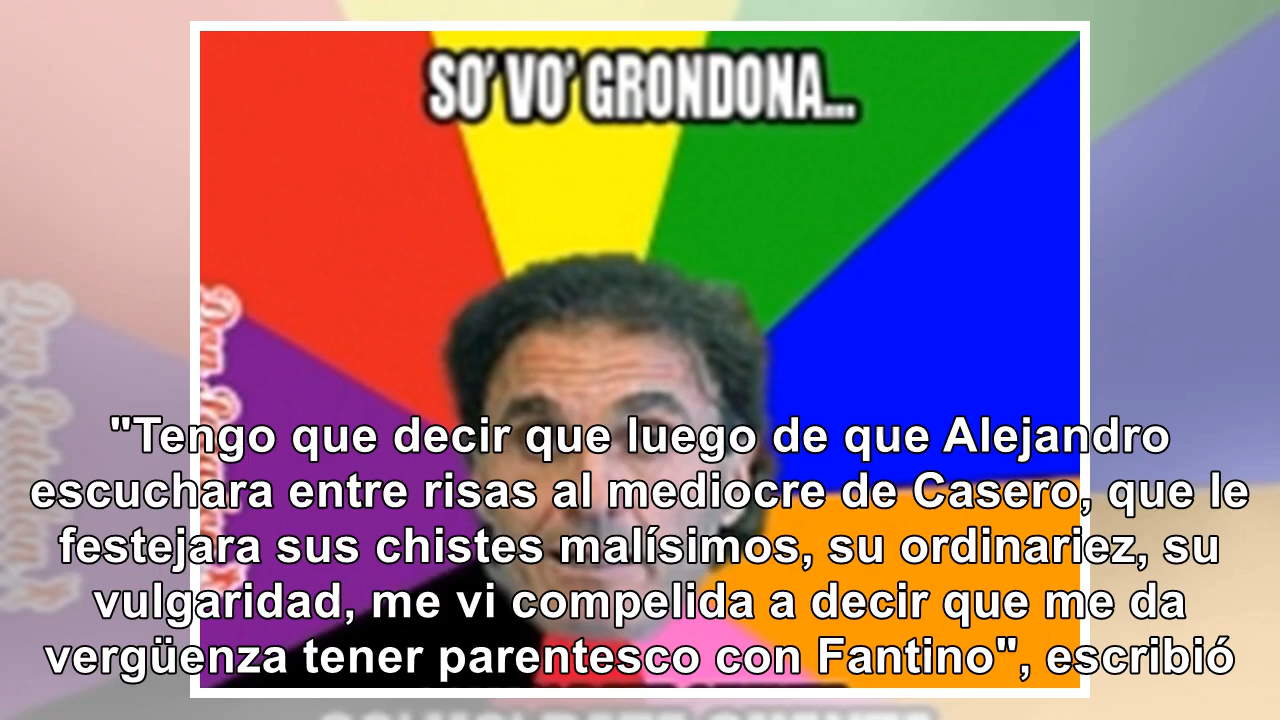 SO' VO' GRONDONA...
"Tengo que decir que luego de que Alejandro
escuchara entre risas al mediocre de Casero, que le
festejara sus chistes malísimos, su ordinariez, su
vulgaridad, me vi compelida a decir que me da
vergüenza tener parentesco con Fantino", escribió